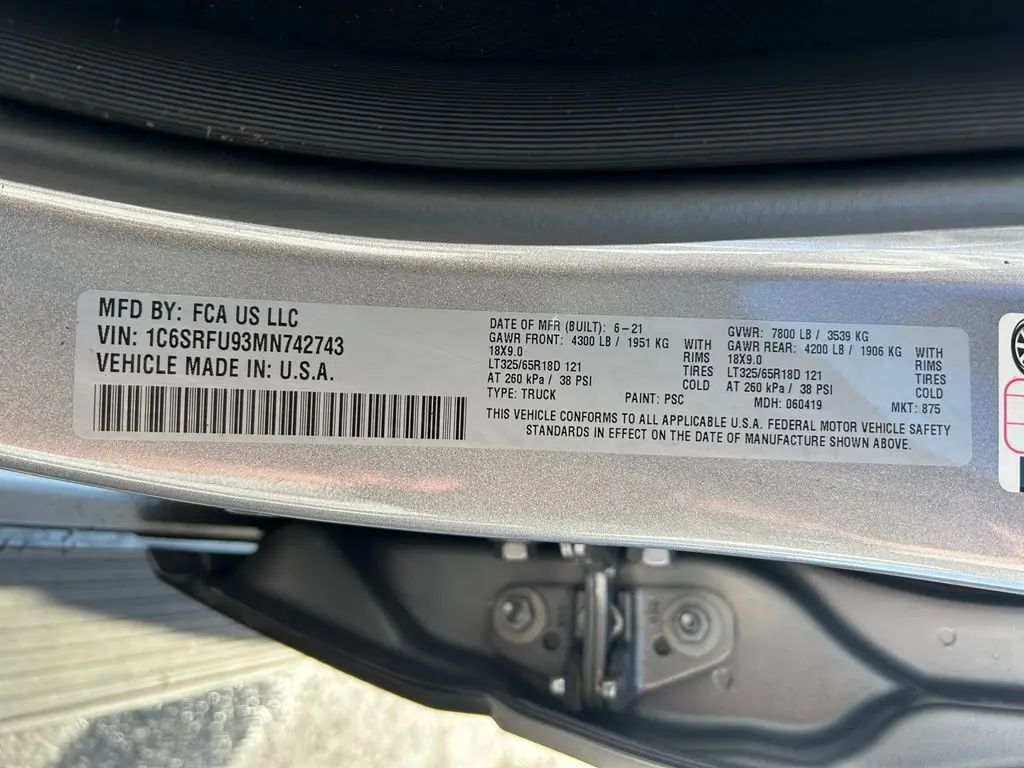 MFD BY: FCA US LLC
VIN: 1C6SRFU93MN742743
VEHICLE MADE IN: U.S.A.
DATE OF MFR (BUILT): 6-21
GAWR FRONT: 4300 LB / 1951 KG WITH
18X9.0 RIMS
LT325/65R18D 121 TIRES
AT 260 kPa / 38 PSI COLD
TYPE: TRUCK PAINT: PSC
GVWR: 7800 LB / 3539 KG
GAWR REAR: 4200 LB / 1906 KG WITH
18X9.0 RIMS
LT325/65R18D 121 TIRES
AT 260 kPa / 38 PSI COLD
MDH: 060419 MKT: 875
THIS VEHICLE CONFORMS TO ALL APPLICABLE U.S.A. FEDERAL MOTOR VEHICLE SAFETY
STANDARDS IN EFFECT ON THE DATE OF MANUFACTURE SHOWN ABOVE.